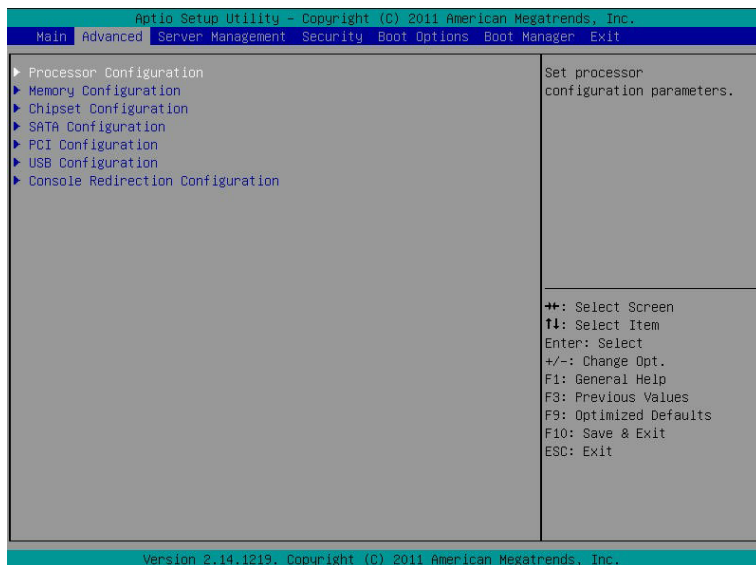 Aptio Setup Utility – Copyright (C) 2011 American Megatrends, Inc.
Main Advanced Server Management Security Boot Options Boot Manager Exit
▶ Processor Configuration
▶ Memory Configuration
▶ Chipset Configuration
▶ SATA Configuration
▶ PCI Configuration
▶ USB Configuration
▶ Console Redirection Configuration
Set processor
configuration parameters.
→←: Select Screen
↑↓: Select Item
Enter: Select
+/-: Change Opt.
F1: General Help
F3: Previous Values
F9: Optimized Defaults
F10: Save & Exit
ESC: Exit
Version 2.14.1219. Copyright (C) 2011 American Megatrends, Inc.